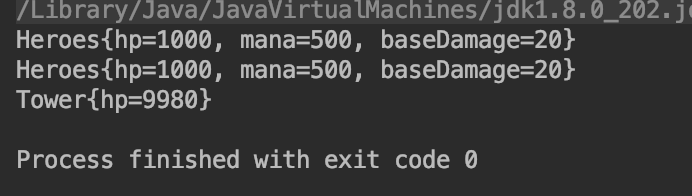 /Library/Java/JavaVirtualMachines/jdk1.8.0_202.j
Heroes{hp=1000, mana=500, baseDamage=20}
Heroes{hp=1000, mana=500, baseDamage=20}
Tower{hp=9980}
Process finished with exit code 0